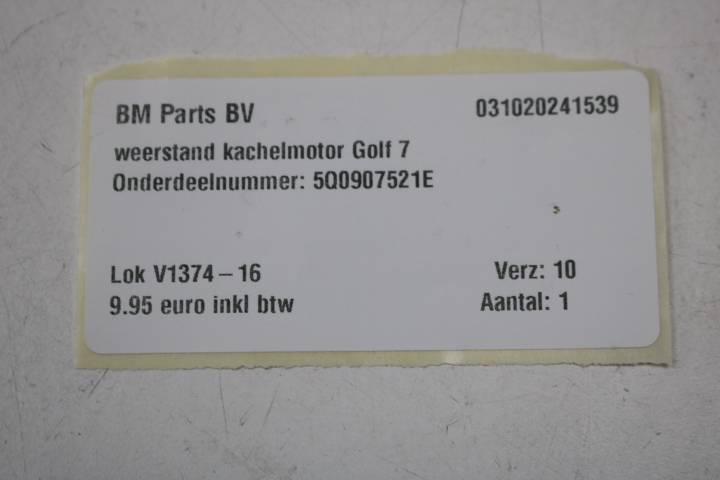 BM Parts BV 031020241539
weerstand kachelmotor Golf 7
Onderdeelnummer: 5Q0907521E
Lok V1374-16 Verz: 10
9.95 euro inkl btw Aantal: 1